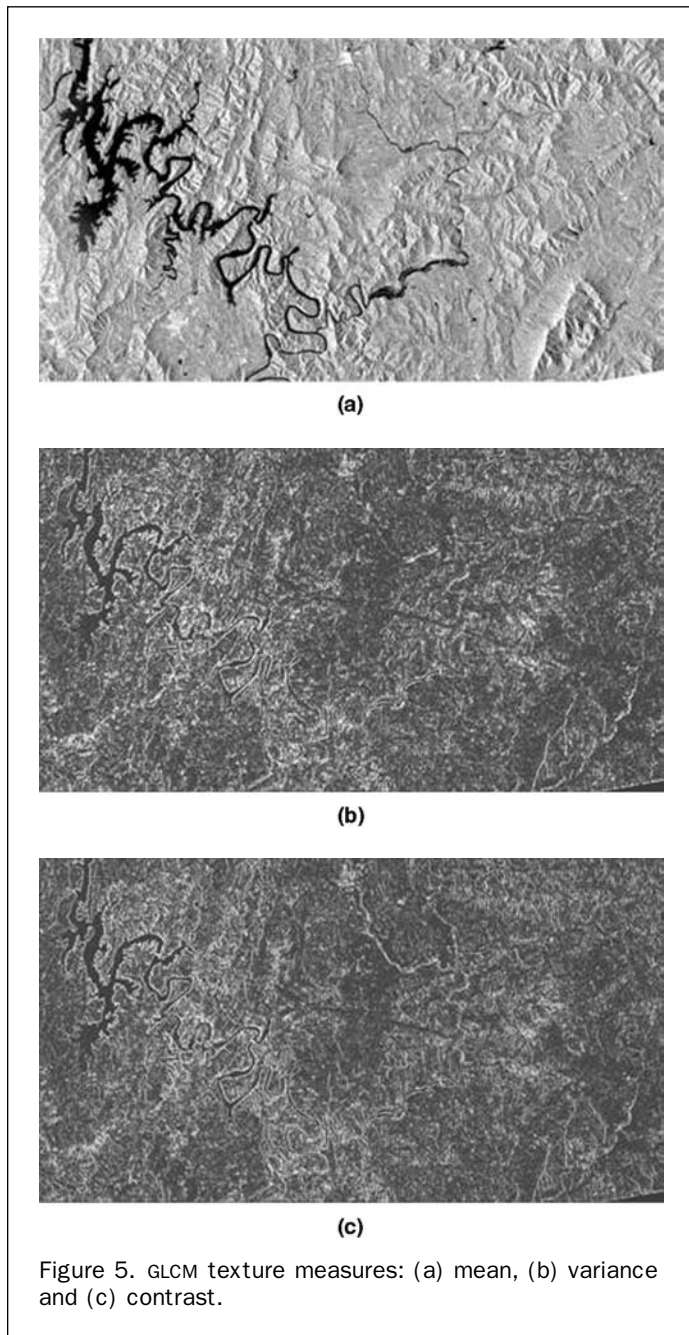 (a)
(b)
(c)
Figure 5. GLCM texture measures: (a) mean, (b) variance
and (c) contrast.